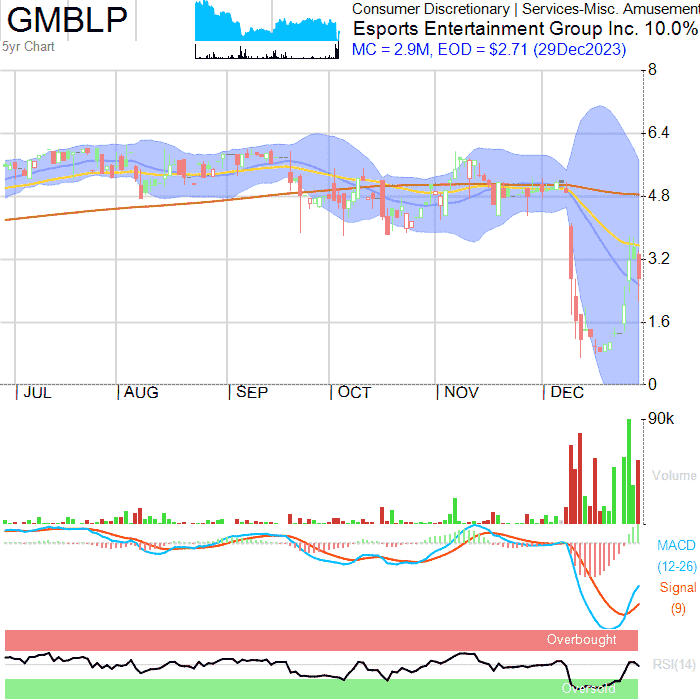 GMBLP
5yr Chart
Consumer Discretionary | Services-Misc. Amusement
Esports Entertainment Group Inc. 10.0%
MC = 2.9M, EOD = $2.71 (29Dec2023)
8
6.4
4.8
3.2
1.6
0
JUL AUG SEP OCT NOV DEC
90k
Volume
MACD
(12-26)
Signal
(9)
Overbought
RSI(14)
Oversold